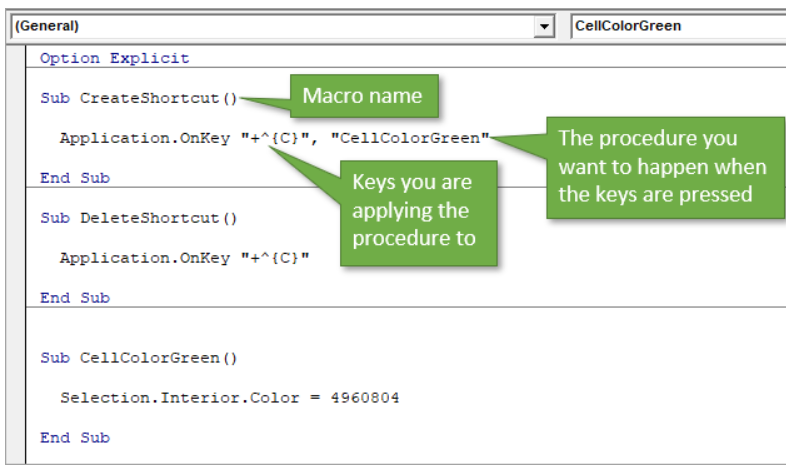 (General) CellColorGreen
Option Explicit
Sub CreateShortcut()
Macro name
Application.OnKey "+^{C}", "CellColorGreen"
The procedure you
want to happen when
the keys are pressed
End Sub
Keys you are
applying the
procedure to
Sub DeleteShortcut()
Application.OnKey "+^{C}"
End Sub
Sub CellColorGreen()
Selection.Interior.Color = 4960804
End Sub